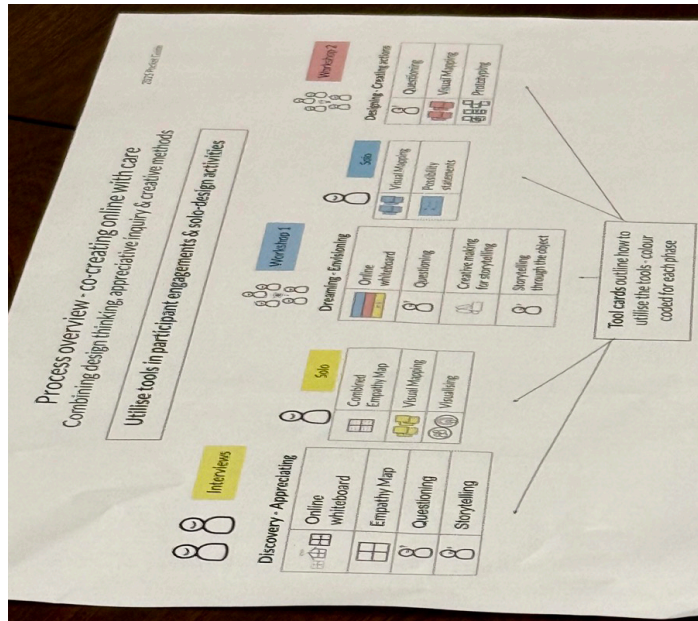 2025 Pocket Guide
Process overview - co-creating online with care
Combining design thinking, appreciative inquiry & creative methods
Utilise tools in participant engagements & solo-design activities
Interviews
Discovery - Appreciating
Online
whiteboard
Empathy Map
Questioning
Storytelling
Solo
Combined
Empathy Map
Visual Mapping
Visualising
Workshop 1
Dreaming - Envisioning
Online
whiteboard
Questioning
Creative making
for storytelling
Storytelling
through the object
Solo
Visual Mapping
Possibility
statements
Workshop 2
Designing - Creating actions
Questioning
Visual Mapping
Prototyping
Tool cards outline how to
utilise the tools - colour
coded for each phase